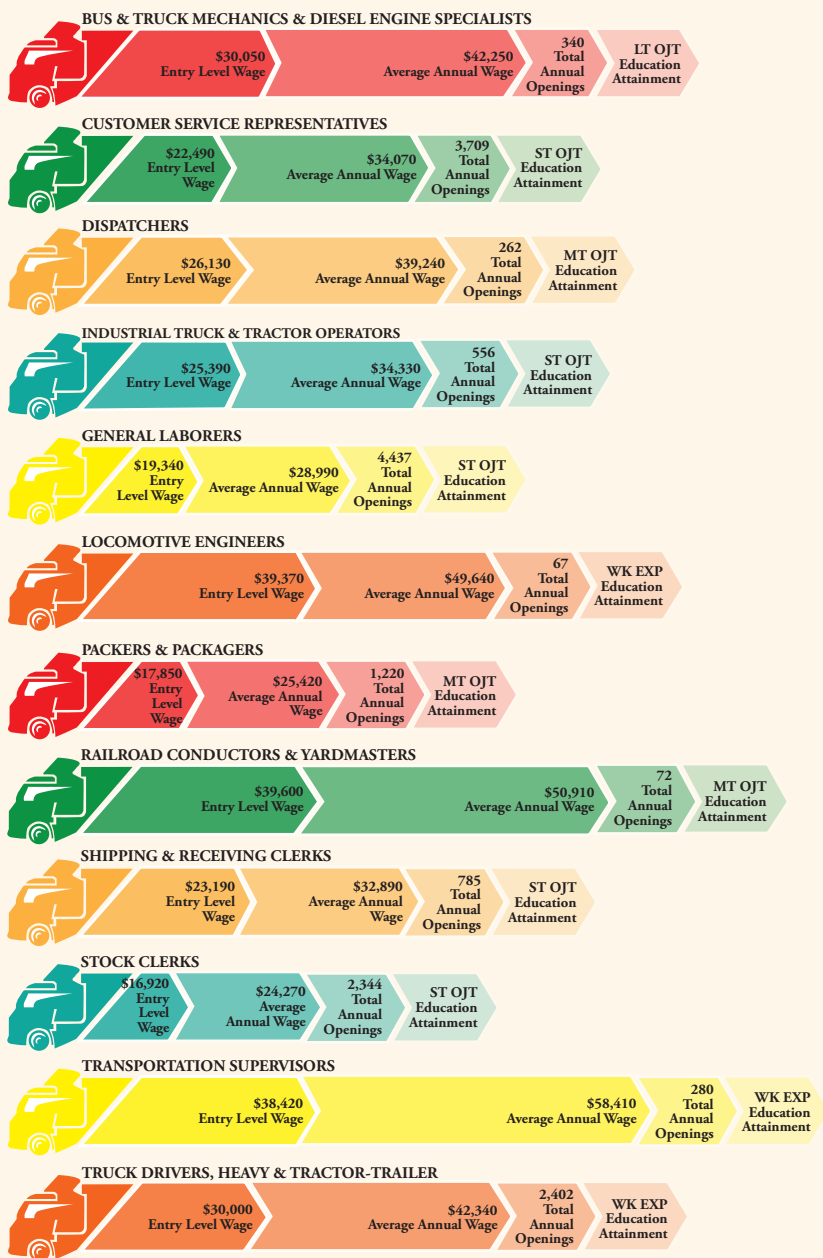 BUS & TRUCK MECHANICS & DIESEL ENGINE SPECIALISTS
$30,050
Entry Level Wage
$42,250
Average Annual Wage
340
Total
Annual
Openings
LT OJT
Education
Attainment
CUSTOMER SERVICE REPRESENTATIVES
$22,490
Entry Level
Wage
$34,070
Average Annual Wage
3,709
Total
Annual
Openings
ST OJT
Education
Attainment
DISPATCHERS
$26,130
Entry Level Wage
$39,240
Average Annual Wage
262
Total
Annual
Openings
MT OJT
Education
Attainment
INDUSTRIAL TRUCK & TRACTOR OPERATORS
$25,390
Entry Level Wage
$34,330
Average Annual Wage
556
Total
Annual
Openings
ST OJT
Education
Attainment
GENERAL LABORERS
$19,340
Entry
Level Wage
$28,990
Average Annual Wage
4,437
Total
Annual
Openings
ST OJT
Education
Attainment
LOCOMOTIVE ENGINEERS
$39,370
Entry Level Wage
$49,640
Average Annual Wage
67
Total
Annual
Openings
WK EXP
Education
Attainment
PACKERS & PACKAGERS
$17,850
Entry
Level
Wage
$25,420
Average Annual
Wage
1,220
Total
Annual
Openings
MT OJT
Education
Attainment
RAILROAD CONDUCTORS & YARDMASTERS
$39,600
Entry Level Wage
$50,910
Average Annual Wage
72
Total
Annual
Openings
MT OJT
Education
Attainment
SHIPPING & RECEIVING CLERKS
$23,190
Entry Level
Wage
$32,890
Average Annual
Wage
785
Total
Annual
Openings
ST OJT
Education
Attainment
STOCK CLERKS
$16,920
Entry
Level
Wage
$24,270
Average
Annual Wage
2,344
Total
Annual
Openings
ST OJT
Education
Attainment
TRANSPORTATION SUPERVISORS
$38,420
Entry Level Wage
$58,410
Average Annual Wage
280
Total
Annual
Openings
WK EXP
Education
Attainment
TRUCK DRIVERS, HEAVY & TRACTOR-TRAILER
$30,000
Entry Level Wage
$42,340
Average Annual Wage
2,402
Total
Annual
Openings
WK EXP
Education
Attainment